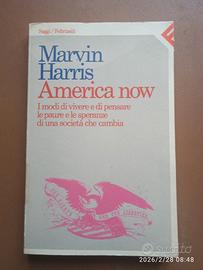 Saggi/Feltrinelli
Marvin
Harris
America now
I modi di vivere e di pensare
le paure e le speranze
di una società che cambia
2026/2/28 08:48